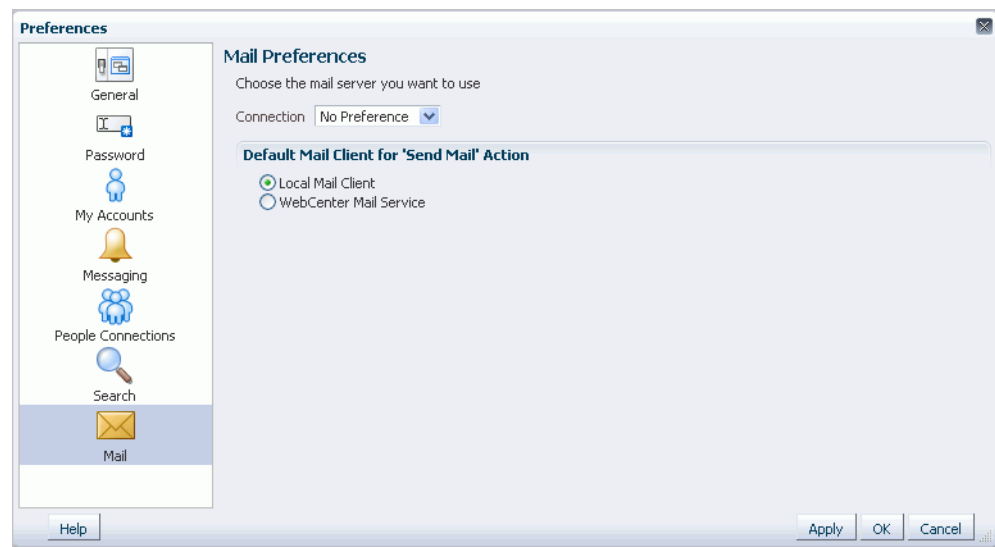 Preferences
General
Password
My Accounts
Messaging
People Connections
Search
Mail
Mail Preferences
Choose the mail server you want to use
Connection No Preference
Default Mail Client for 'Send Mail' Action
Local Mail Client
WebCenter Mail Service
Help Apply OK Cancel